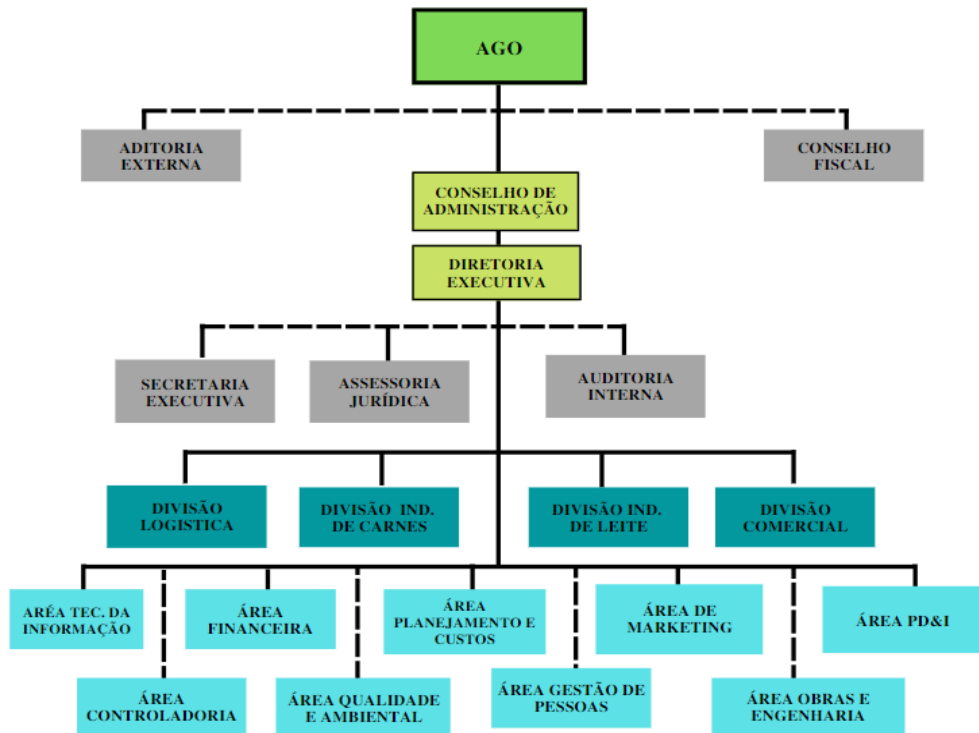 AGO
ADITORIA
EXTERNA
CONSELHO
FISCAL
CONSELHO DE
ADMINISTRAÇÃO
DIRETORIA
EXECUTIVA
SECRETARIA
EXECUTIVA
ASSESSORIA
JURÍDICA
AUDITORIA
INTERNA
DIVISÃO
LOGISTICA
DIVISÃO IND.
DE CARNES
DIVISÃO IND.
DE LEITE
DIVISÃO
COMERCIAL
ARÉA TEC. DA
INFORMAÇÃO
ÁREA
FINANCEIRA
ÁREA
PLANEJAMENTO E
CUSTOS
ÁREA DE
MARKETING
ÁREA PD&I
ÁREA
CONTROLADORIA
ÁREA QUALIDADE
E AMBIENTAL
ÁREA GESTÃO DE
PESSOAS
ÁREA OBRAS E
ENGENHARIA